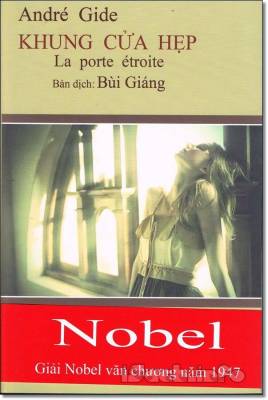 André Gide
KHUNG CỬA HẸP
La porte étroite
Bản dịch: Bùi Giáng
Nobel
Giải Nobel văn chương năm 1947